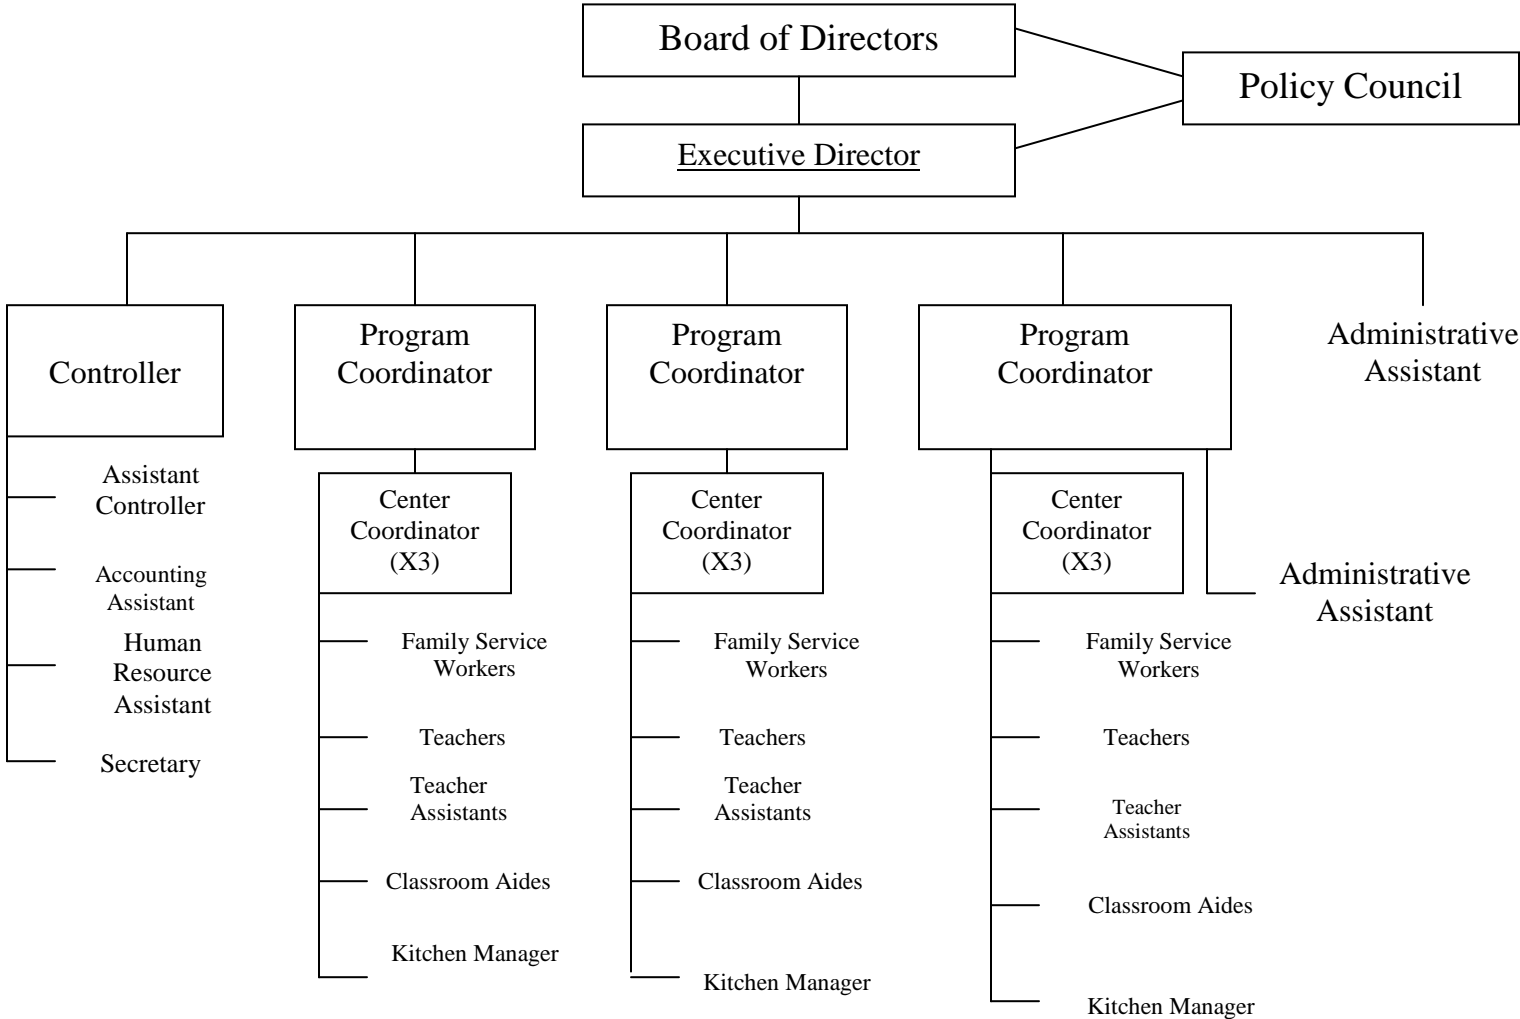 Board of Directors
Policy Council
Executive Director
Controller
Program
Coordinator
Program
Coordinator
Program
Coordinator
Administrative
Assistant
Assistant
Controller
Accounting
Assistant
Human
Resource
Assistant
Secretary
Center
Coordinator
(X3)
Family Service
Workers
Teachers
Teacher
Assistants
Classroom Aides
Kitchen Manager
Center
Coordinator
(X3)
Family Service
Workers
Teachers
Teacher
Assistants
Classroom Aides
Kitchen Manager
Center
Coordinator
(X3)
Family Service
Workers
Teachers
Teacher
Assistants
Classroom Aides
Kitchen Manager
Administrative
Assistant